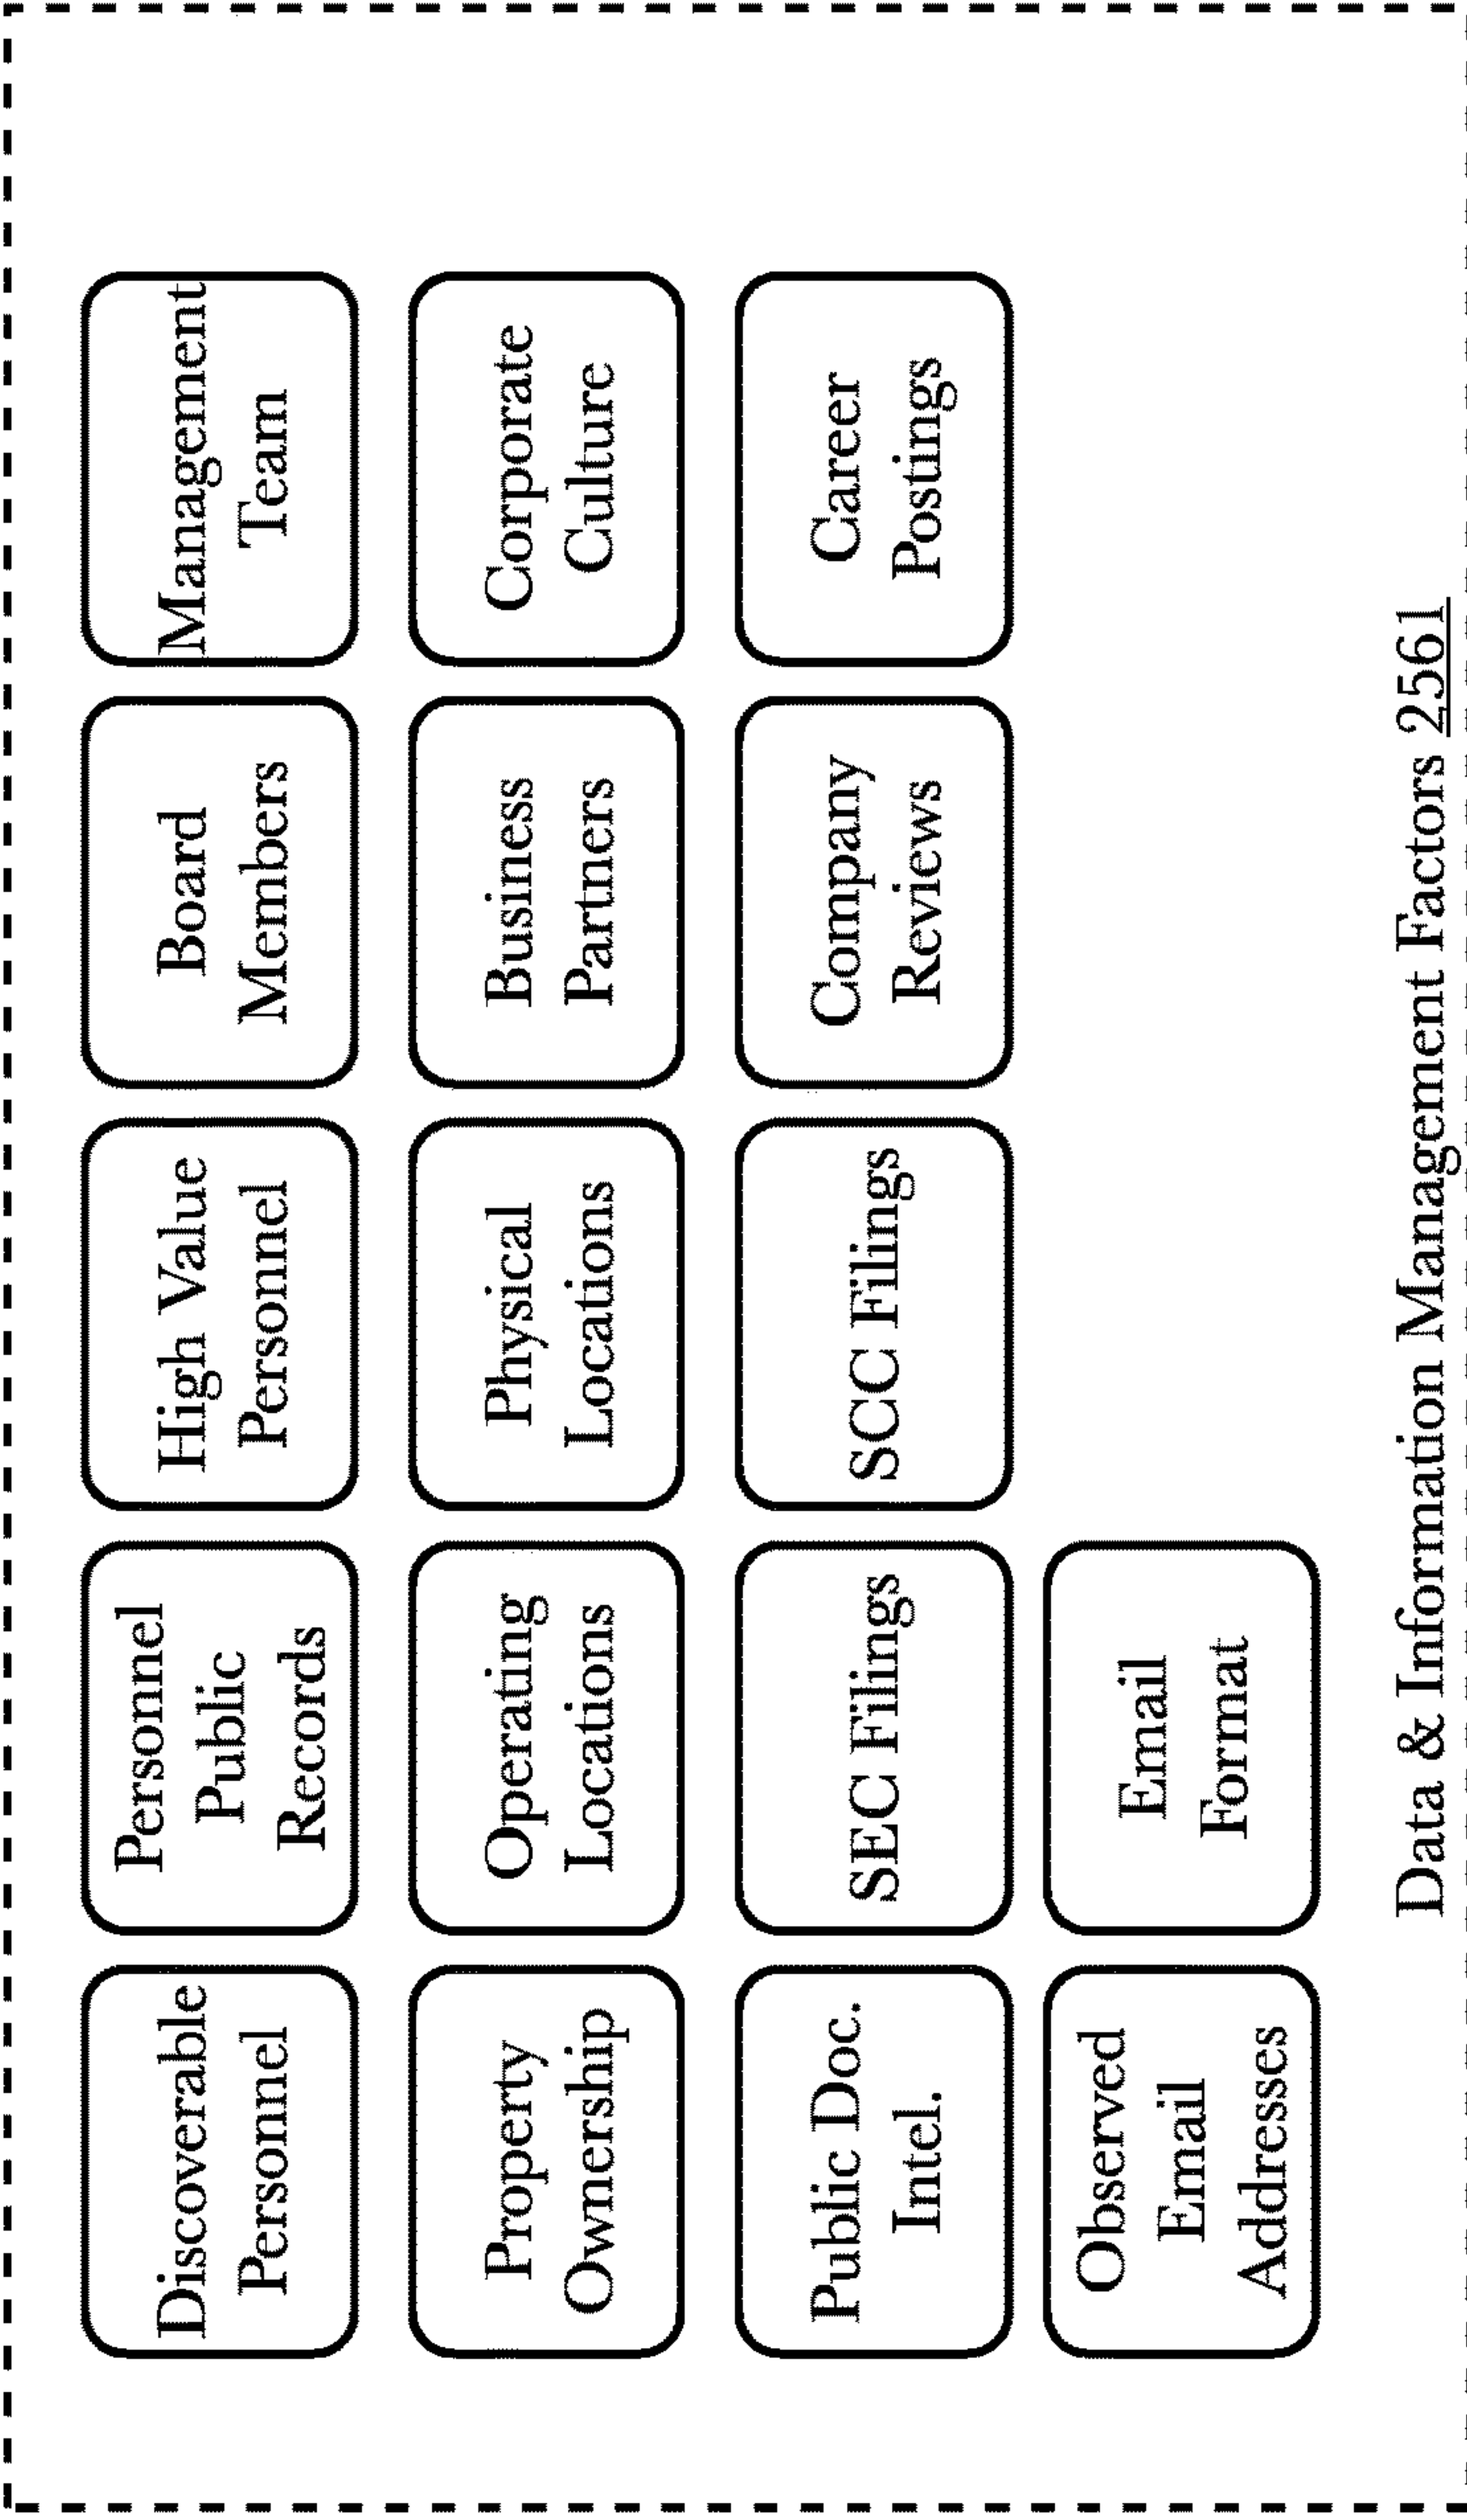 Discoverable
Personnel
Personnel
Public
Records
High Value
Personnel
Board
Members
Management
Team
Property
Ownership
Operating
Locations
Physical
Locations
Business
Partners
Corporate
Culture
Public Doc.
Intel.
SEC Filings
SCC Filings
Company
Reviews
Career
Postings
Observed
Email
Addresses
Email
Format
Data & Information Management Factors 2561